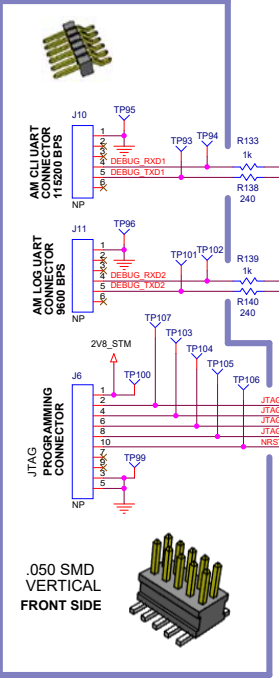 TP95
J10
AM CLI UART
CONNECTOR
115200 BPS
1
2
3
4
5
6
DEBUG_RXD1
DEBUG_TXD1
TP93
TP94
R133
1k
R138
240
NP
TP96
J11
AM LOG UART
CONNECTOR
9600 BPS
1
2
3
4
5
6
DEBUG_RXD2
DEBUG_TXD2
TP101
TP102
R139
1k
R140
240
NP
TP107
TP103
2V8_STM
TP104
TP105
TP100
TP106
J6
JTAG
PROGRAMMING
CONNECTOR
1
2
4
6
8
10
7
9
3
5
JTAG
JTAG
JTAG
JTAG
NRS
TP99
NP
.050 SMD
VERTICAL
FRONT SIDE